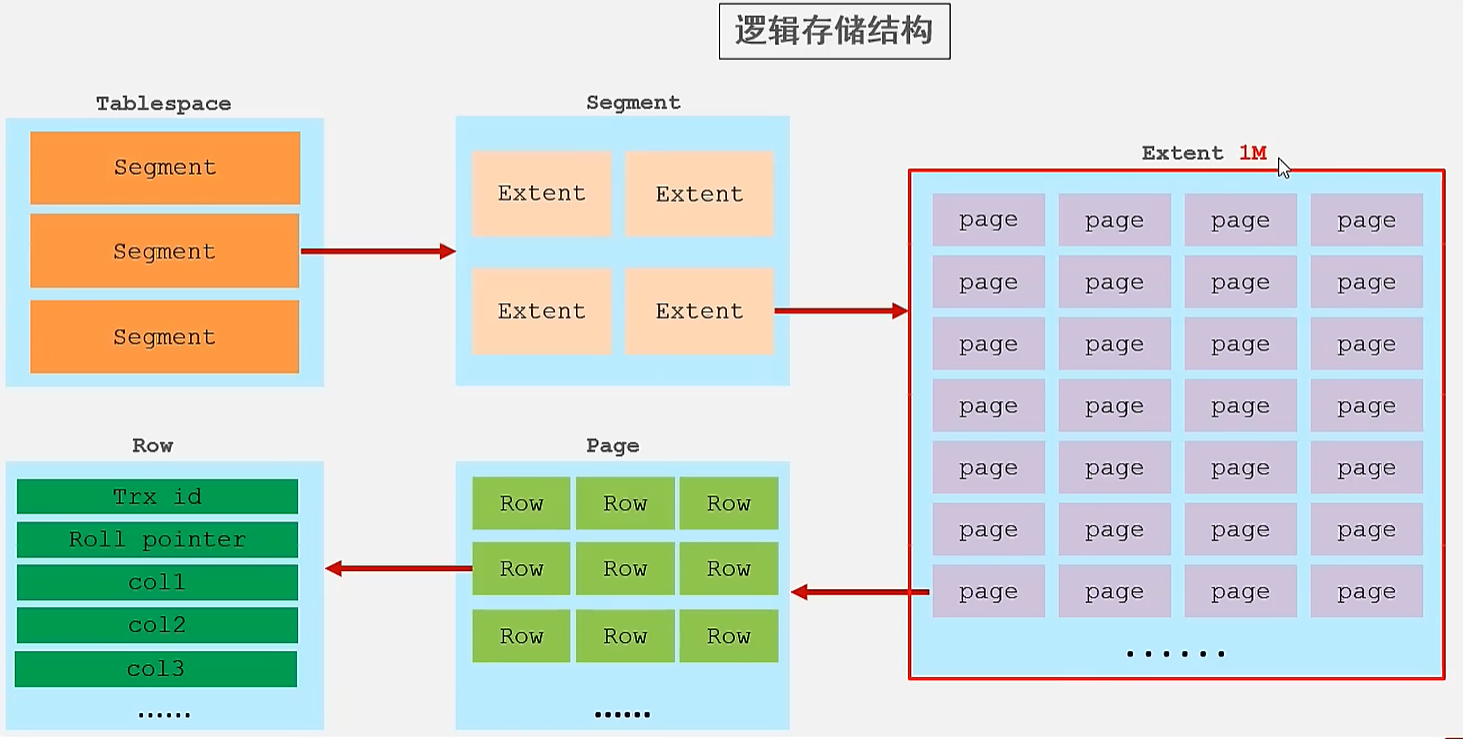 逻辑存储结构
Tablespace
Segment
Segment
Segment
Segment
Extent Extent
Extent Extent
Extent 1M
page page page page
page page page page
page page page page
page page page page
page page page page
page page page page
page page page page
......
Row
Trx id
Roll pointer
col1
col2
col3
......
Page
Row Row Row
Row Row Row
Row Row Row
......